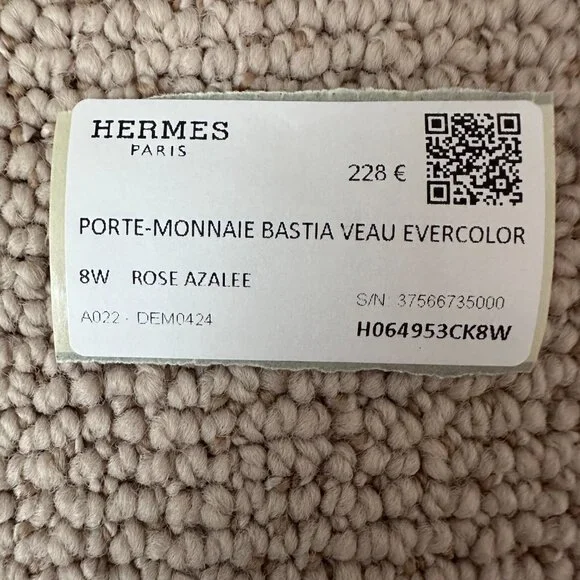 HERMES
PARIS
228 €
PORTE-MONNAIE BASTIA VEAU EVERCOLOR
8W ROSE AZALEE
S/N: 37566735000
A022 - DEM0424
H064953CK8W